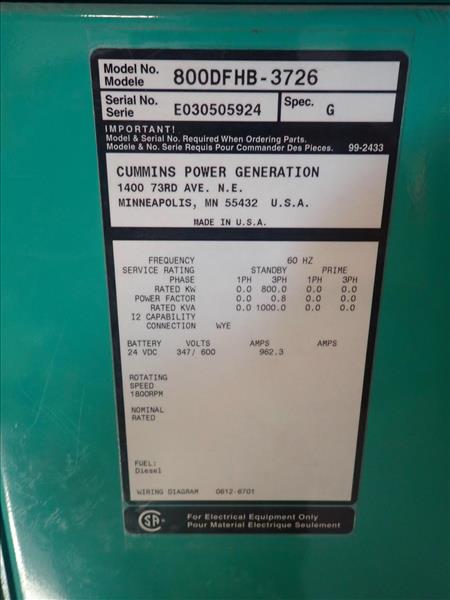 Model No. 800DFHB-3726
Modele
Serial No. E030505924 Spec. G
Serie
IMPORTANT!
Model & Serial No. Required When Ordering Parts.
Modele & No. Serie Requis Pour Commander Des Pieces. 99-2433
CUMMINS POWER GENERATION
1400 73RD AVE. N.E.
MINNEAPOLIS, MN 55432 U.S.A.
MADE IN U.S.A.
FREQUENCY 60 HZ
SERVICE RATING STANDBY PRIME
PHASE 1PH 3PH 1PH 3PH
RATED KW 0.0 800.0 0.0 0.0
POWER FACTOR 0.0 0.8 0.0 0.0
RATED KVA 0.0 1000.0 0.0 0.0
I2 CAPABILITY
CONNECTION WYE
BATTERY VOLTS AMPS AMPS
24 VDC 347/ 600 962.3
ROTATING
SPEED
1800RPM
NOMINAL
RATED
FUEL:
Diesel
WIRING DIAGRAM 0612-6701
SA For Electrical Equipment Only
Pour Material Electrique Seulement